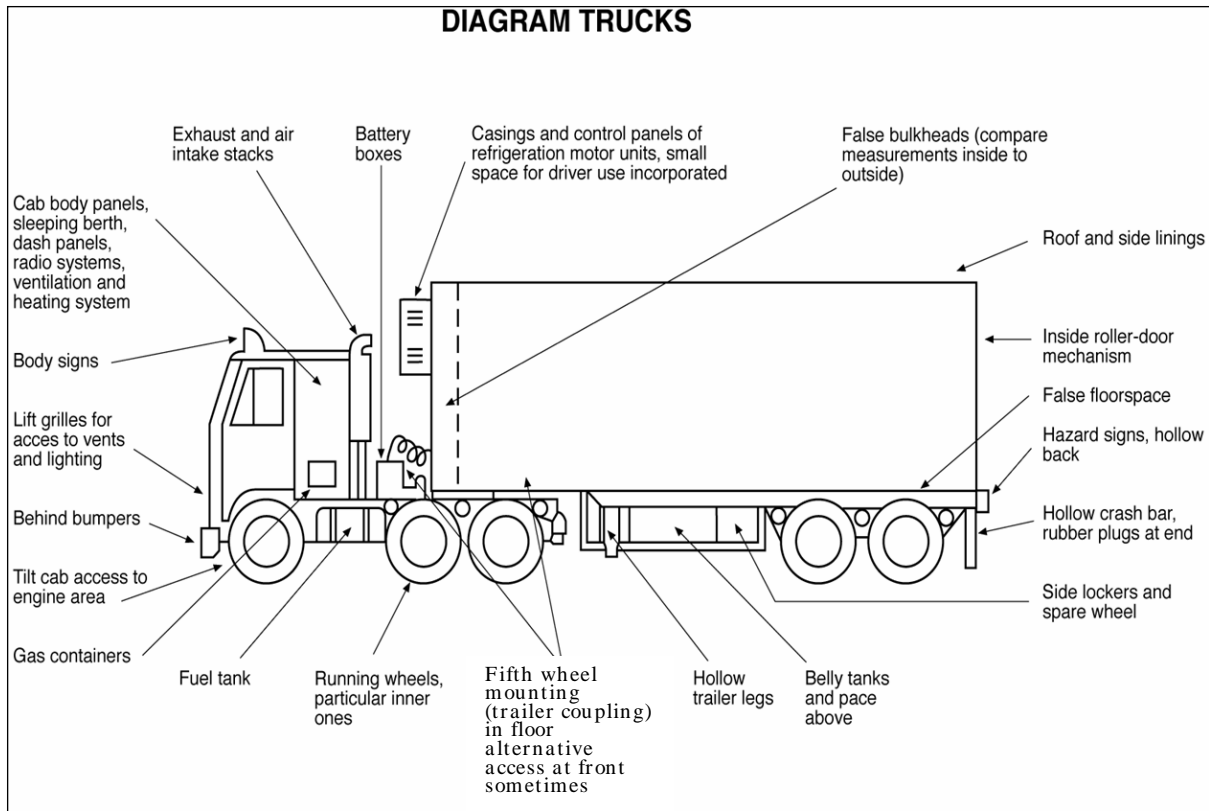 DIAGRAM TRUCKS
Exhaust and air
intake stacks
Battery
boxes
Casings and control panels of
refrigeration motor units, small
space for driver use incorporated
False bulkheads (compare
measurements inside to
outside)
Cab body panels,
sleeping berth,
dash panels,
radio systems,
ventilation and
heating system
Roof and side linings
Inside roller-door
mechanism
Body signs
False floorspace
Lift grilles for
acces to vents
and lighting
Hazard signs, hollow
back
Behind bumpers
Hollow crash bar,
rubber plugs at end
Tilt cab access to
engine area
Side lockers and
spare wheel
Gas containers
Fuel tank
Running wheels,
particular inner
ones
Fifth wheel
mounting
(trailer coupling)
in floor
alternative
access at front
sometimes
Hollow
trailer legs
Belly tanks
and pace
above